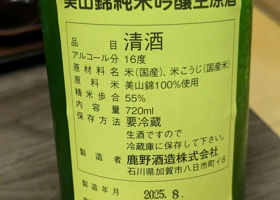 美山錦純米吟醸生原酒
品目 清酒
アルコール分 16度
原材料名 米(国産)、米こうじ(国産米)
原料米 美山錦100%使用
精米歩合 55%
内容量 720ml
保存方法 要冷蔵
生酒ですので
冷蔵庫に保存して下さい。
製造者 鹿野酒造株式会社
石川県加賀市八日市町イ6
製造年月 2025.8.